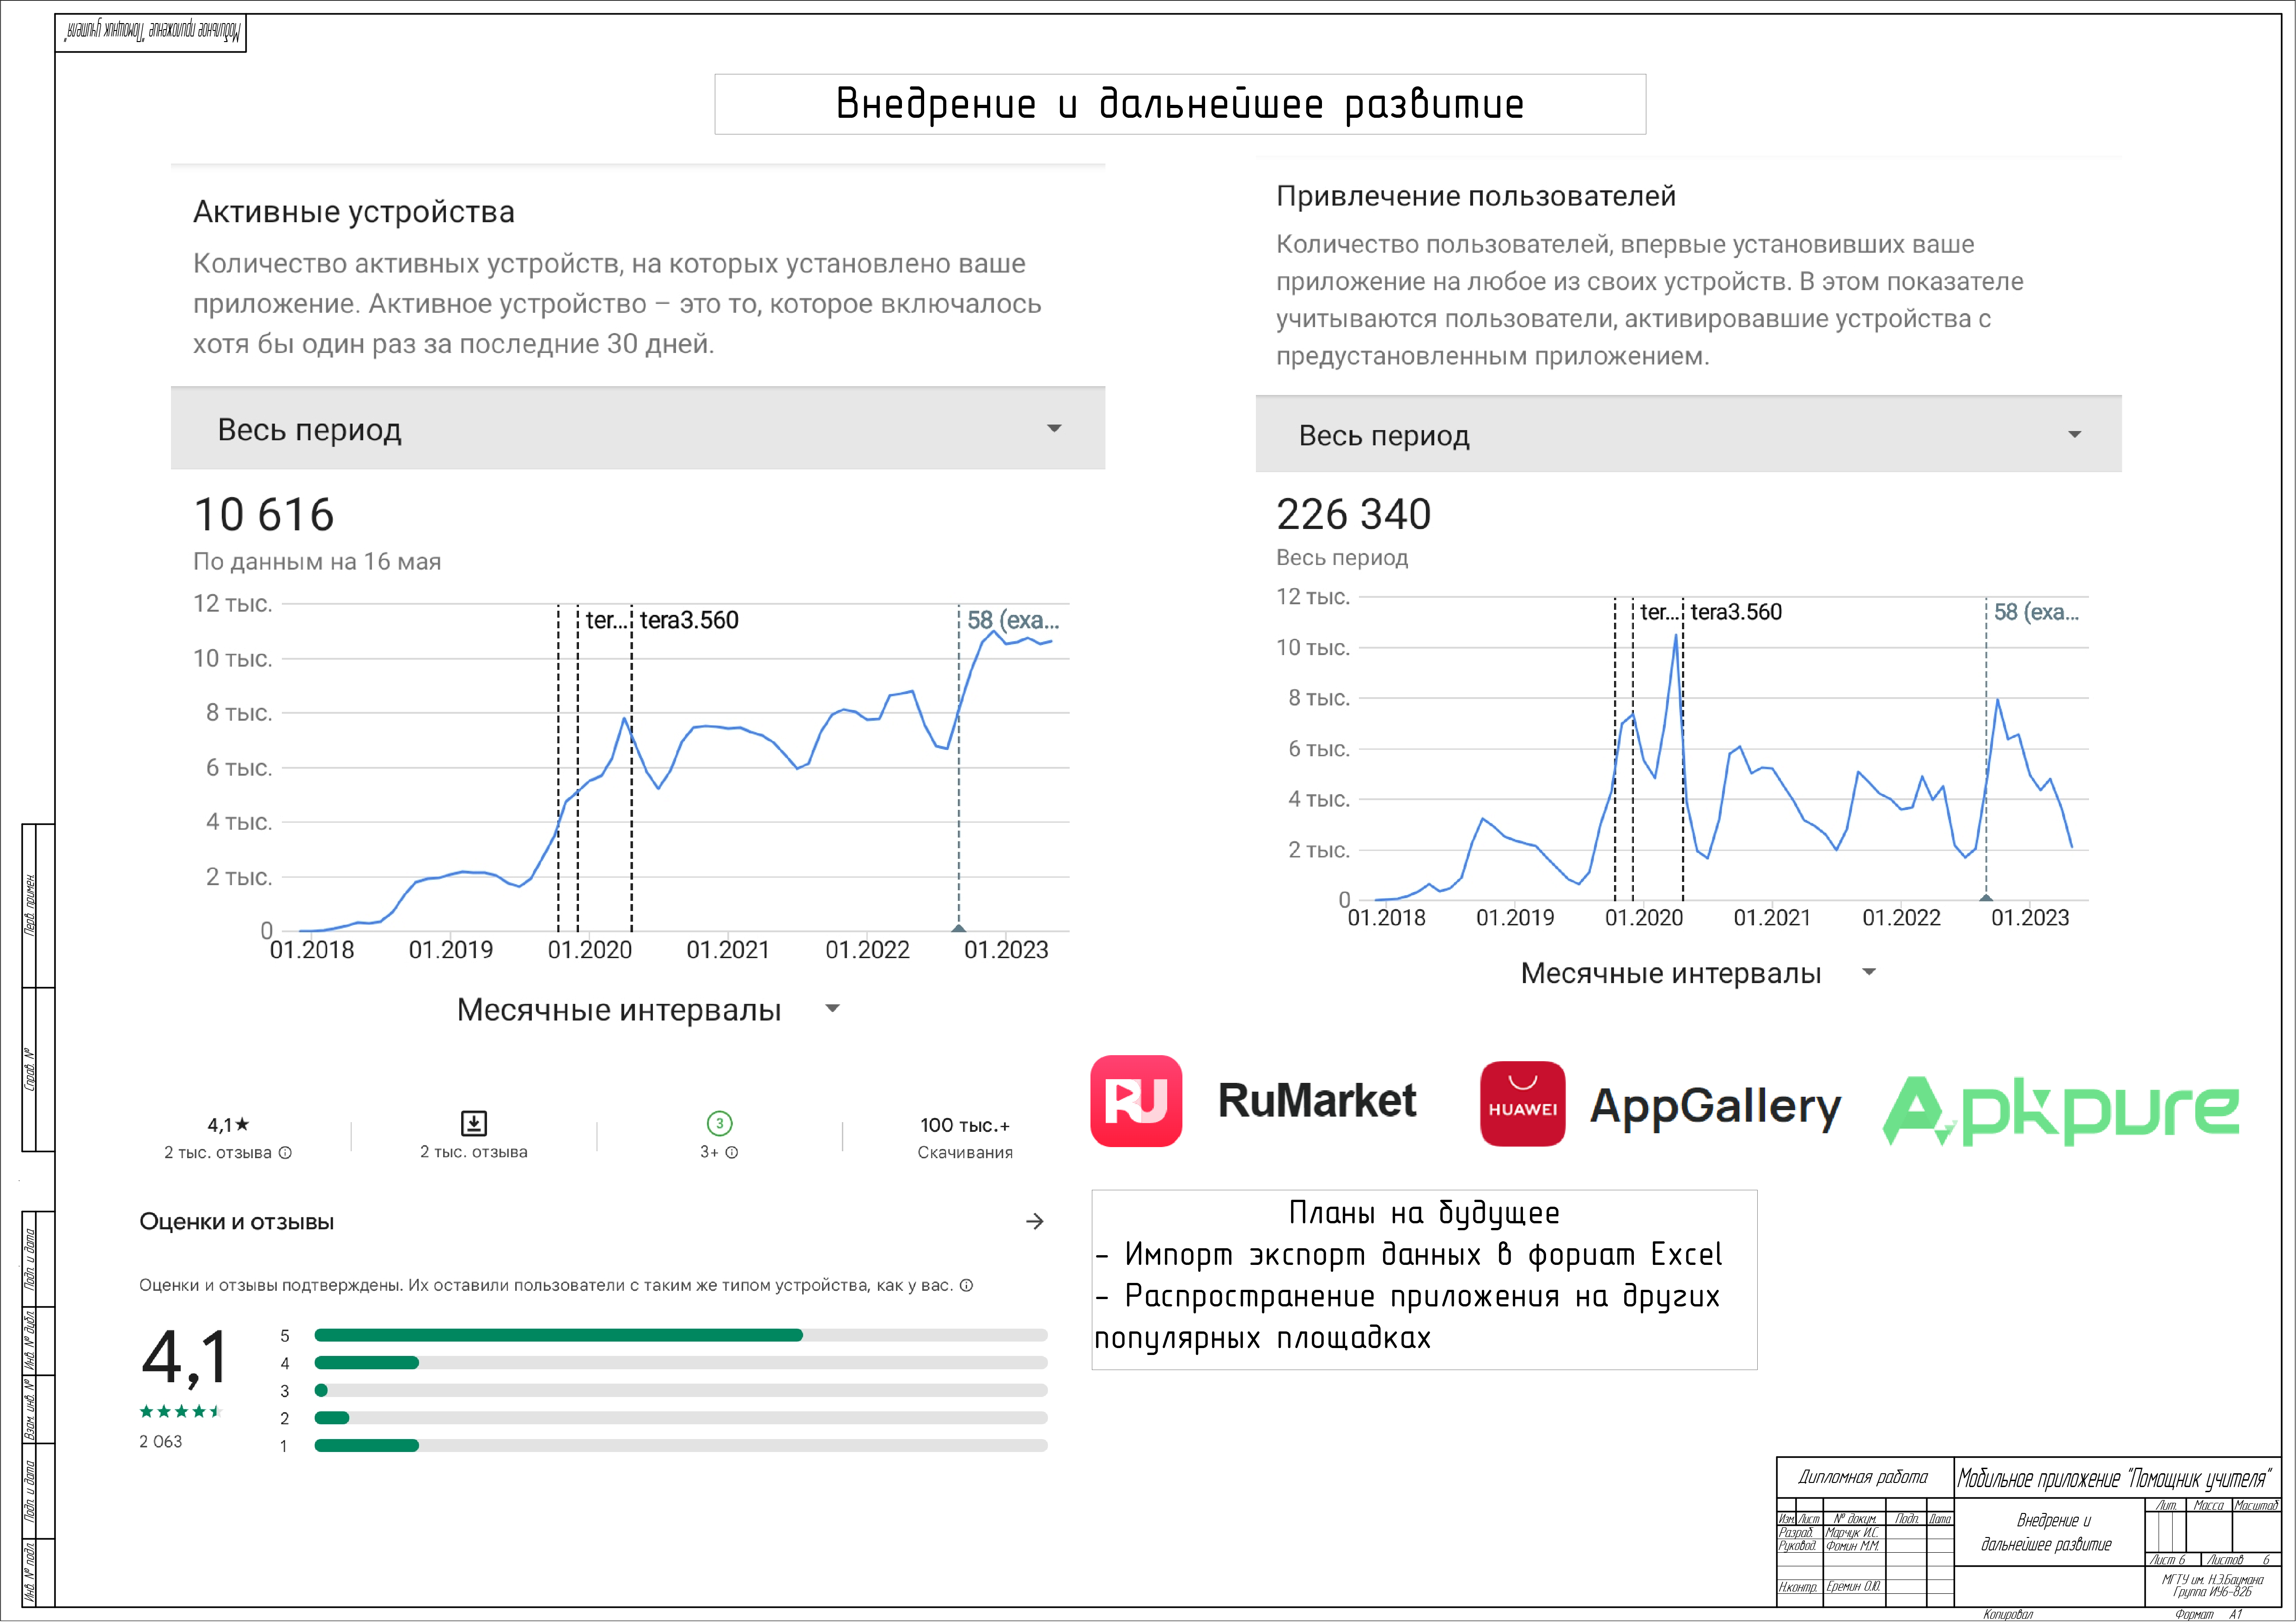 Мобильное приложение "Помощник учителя"
Внедрение и дальнейшее развитие
Активные устройства
Количество активных устройств, на которых установлено ваше
приложение. Активное устройство – это то, которое включалось
хотя бы один раз за последние 30 дней.
Весь период
10 616
По данным на 16 мая
12 тыс.
10 тыс.
8 тыс.
6 тыс.
4 тыс.
2 тыс.
0
ter... tera3.560 58 (exa...
01.2018 01.2019 01.2020 01.2021 01.2022 01.2023
Месячные интервалы
Привлечение пользователей
Количество пользователей, впервые установивших ваше
приложение на любое из своих устройств. В этом показателе
учитываются пользователи, активировавшие устройства с
предустановленным приложением.
Весь период
226 340
Весь период
12 тыс.
10 тыс.
8 тыс.
6 тыс.
4 тыс.
2 тыс.
0
ter... tera3.560 58 (exa...
01.2018 01.2019 01.2020 01.2021 01.2022 01.2023
Месячные интервалы
4,1★
2 тыс. отзыва
2 тыс. отзыва
3
3+
100 тыс.+
Скачивания
Оценки и отзывы
Оценки и отзывы подтверждены. Их оставили пользователи с таким же типом устройства, как у вас.
4,1
2 063
5
4
3
2
1
RU RuMarket
HUAWEI AppGallery
Apkpure
Планы на будущее
- Импорт экспорт данных в фориат Excel
- Распространение приложения на других
популярных площадках
Перв. примен.
Справ. №
Подп. и дата
Инв. № дубл.
Взам. инв. №
Подп. и дата
Инв. № подл.
Дипломная работа
Мобильное приложение "Помощник учителя"
Изм. Лист № докум. Подп. Дата
Разраб. Марчук И.С.
Руковод. Фомин М.М.
Н.контр. Еремин О.Ю.
Внедрение и
дальнейшее развитие
Лит. Масса Масштаб
Лист 6 Листов 6
МГТУ им. Н.Э.Баумана
Группа ИУ6-82Б
Копировал Формат А1